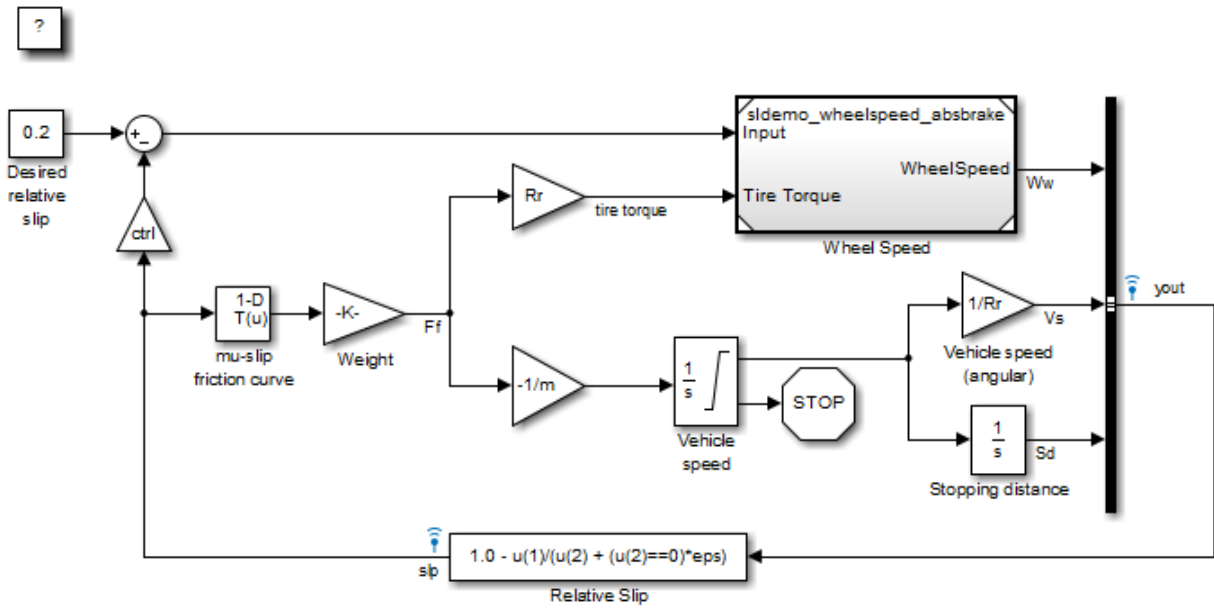 ?
0.2
Desired
relative
slip
+
-
ctrl
sldemo_wheelspeed_absbrake
Input
WheelSpeed
Tire Torque
Wheel Speed
Ww
Rr
tire torque
1-D
T(u)
mu-slip
friction curve
-K-
Weight
Ff
-1/m
1
s
Vehicle
speed
STOP
1/Rr
Vehicle speed
(angular)
Vs
1
s
Stopping distance
Sd
yout
1.0 - u(1)/(u(2) + (u(2)==0)*eps)
Relative Slip
slp